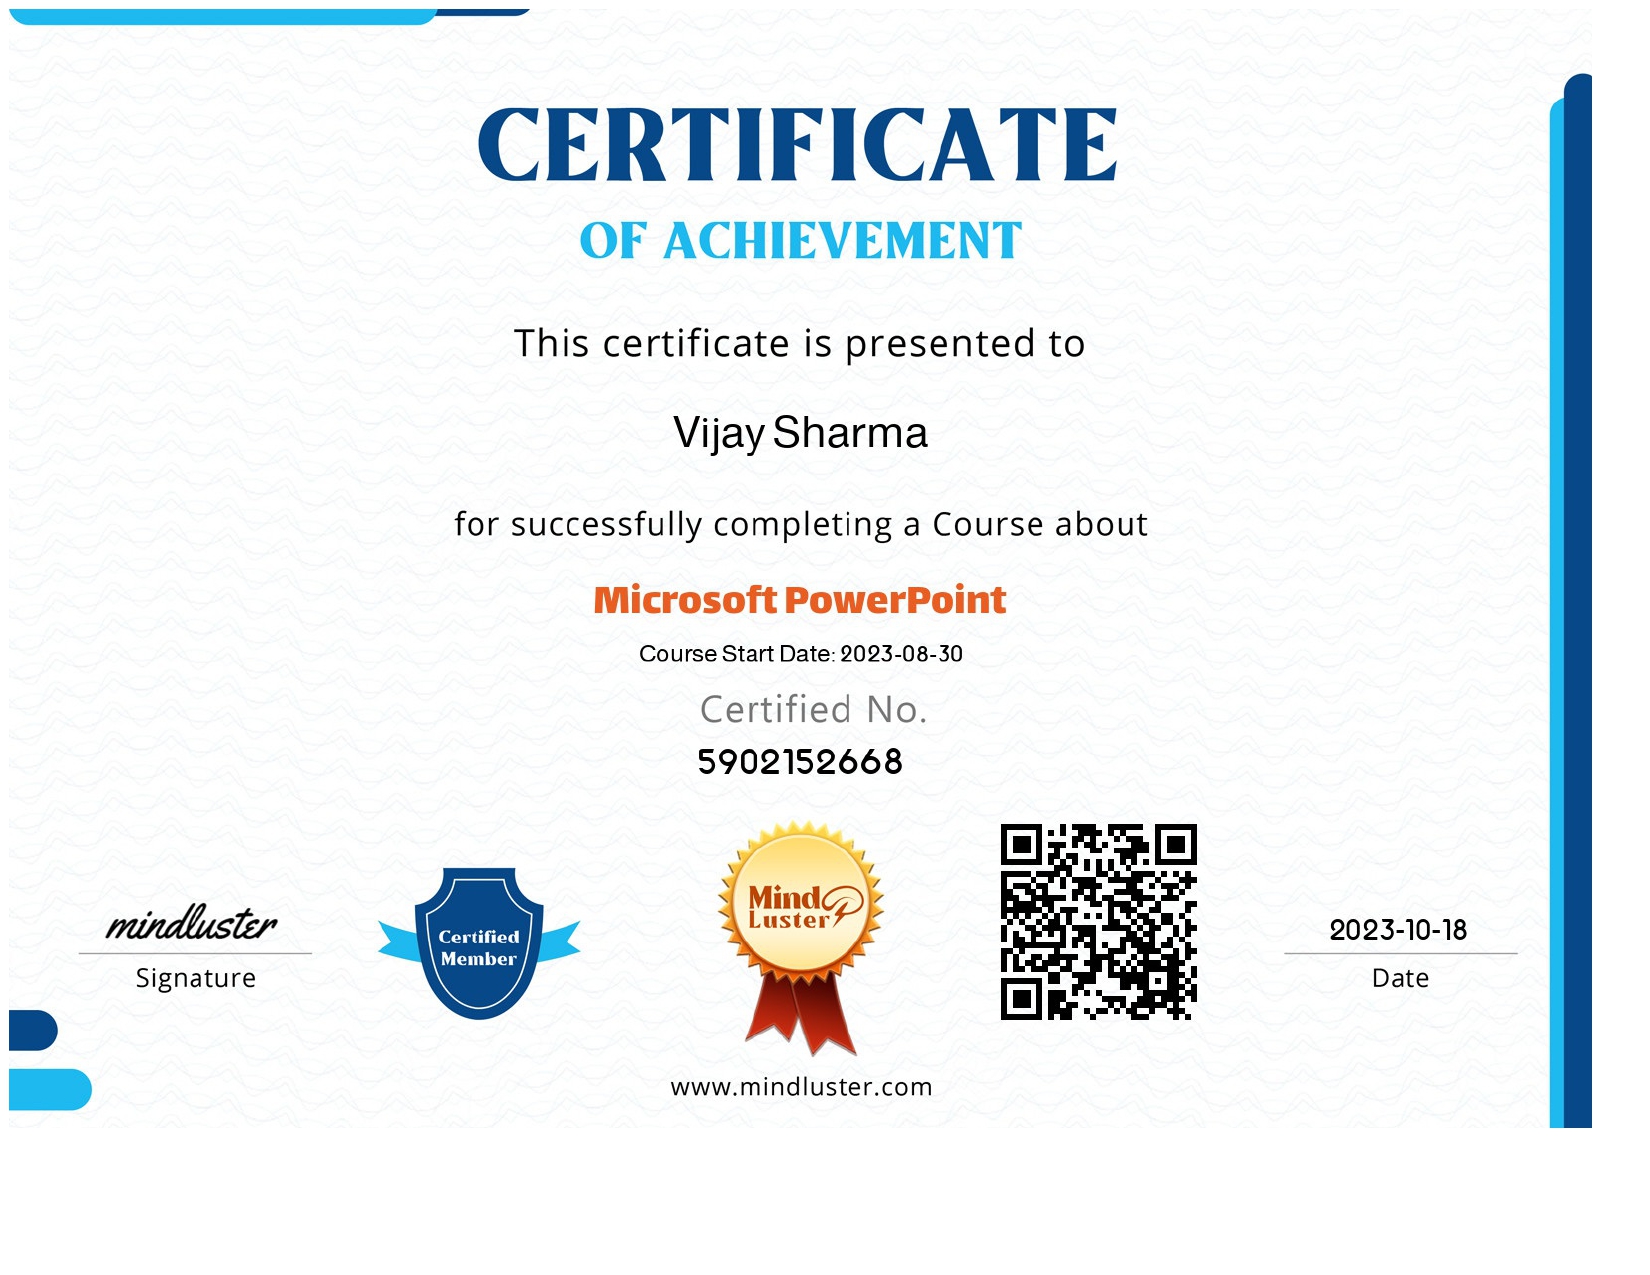 CERTIFICATE
OF ACHIEVEMENT
This certificate is presented to
Vijay Sharma
for successfully completing a Course about
Microsoft PowerPoint
Course Start Date: 2023-08-30
Certified No.
5902152668
mindluster
Signature
Certified
Member
Mind
Luster
2023-10-18
Date
www.mindluster.com